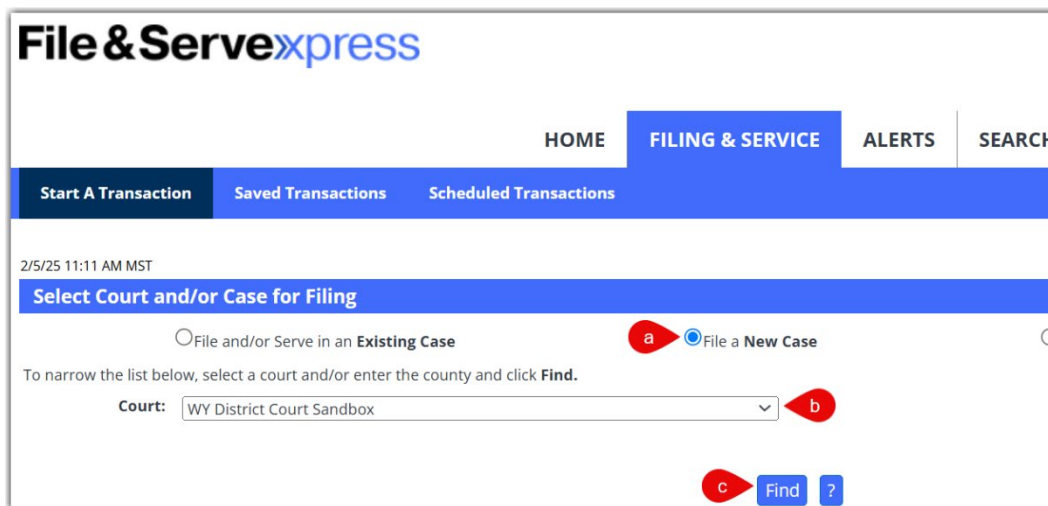 File&Servexpress
HOME FILING & SERVICE ALERTS SEARCH
Start A Transaction Saved Transactions Scheduled Transactions
2/5/25 11:11 AM MST
Select Court and/or Case for Filing
File and/or Serve in an Existing Case a File a New Case
To narrow the list below, select a court and/or enter the county and click Find.
Court: WY District Court Sandbox b
c Find ?